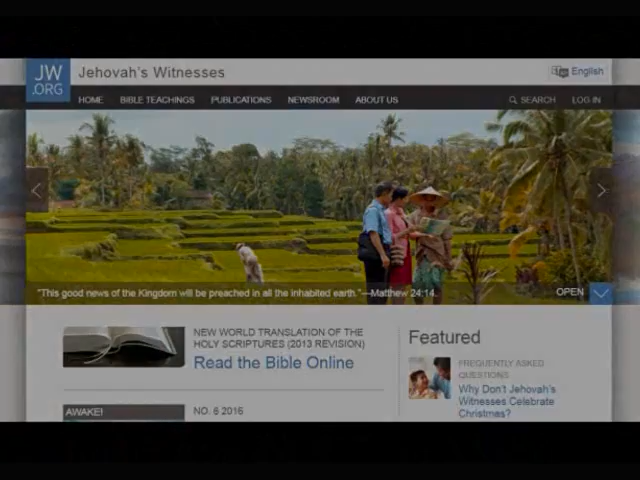 JW
.ORG
Jehovah's Witnesses
English
HOME BIBLE TEACHINGS PUBLICATIONS NEWSROOM ABOUT US SEARCH LOG IN
"This good news of the Kingdom will be preached in all the inhabited earth."—Matthew 24:14.
OPEN
NEW WORLD TRANSLATION OF THE
HOLY SCRIPTURES (2013 REVISION)
Read the Bible Online
AWAKE!
NO. 6 2016
Featured
FREQUENTLY ASKED
QUESTIONS
Why Don't Jehovah's
Witnesses Celebrate
Christmas?